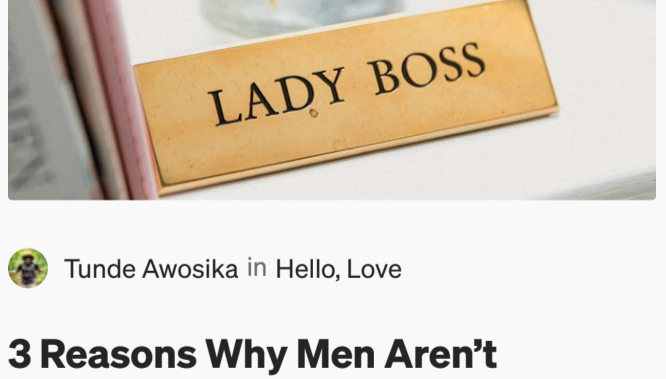 LADY BOSS
Tunde Awosika in Hello, Love
3 Reasons Why Men Aren’t